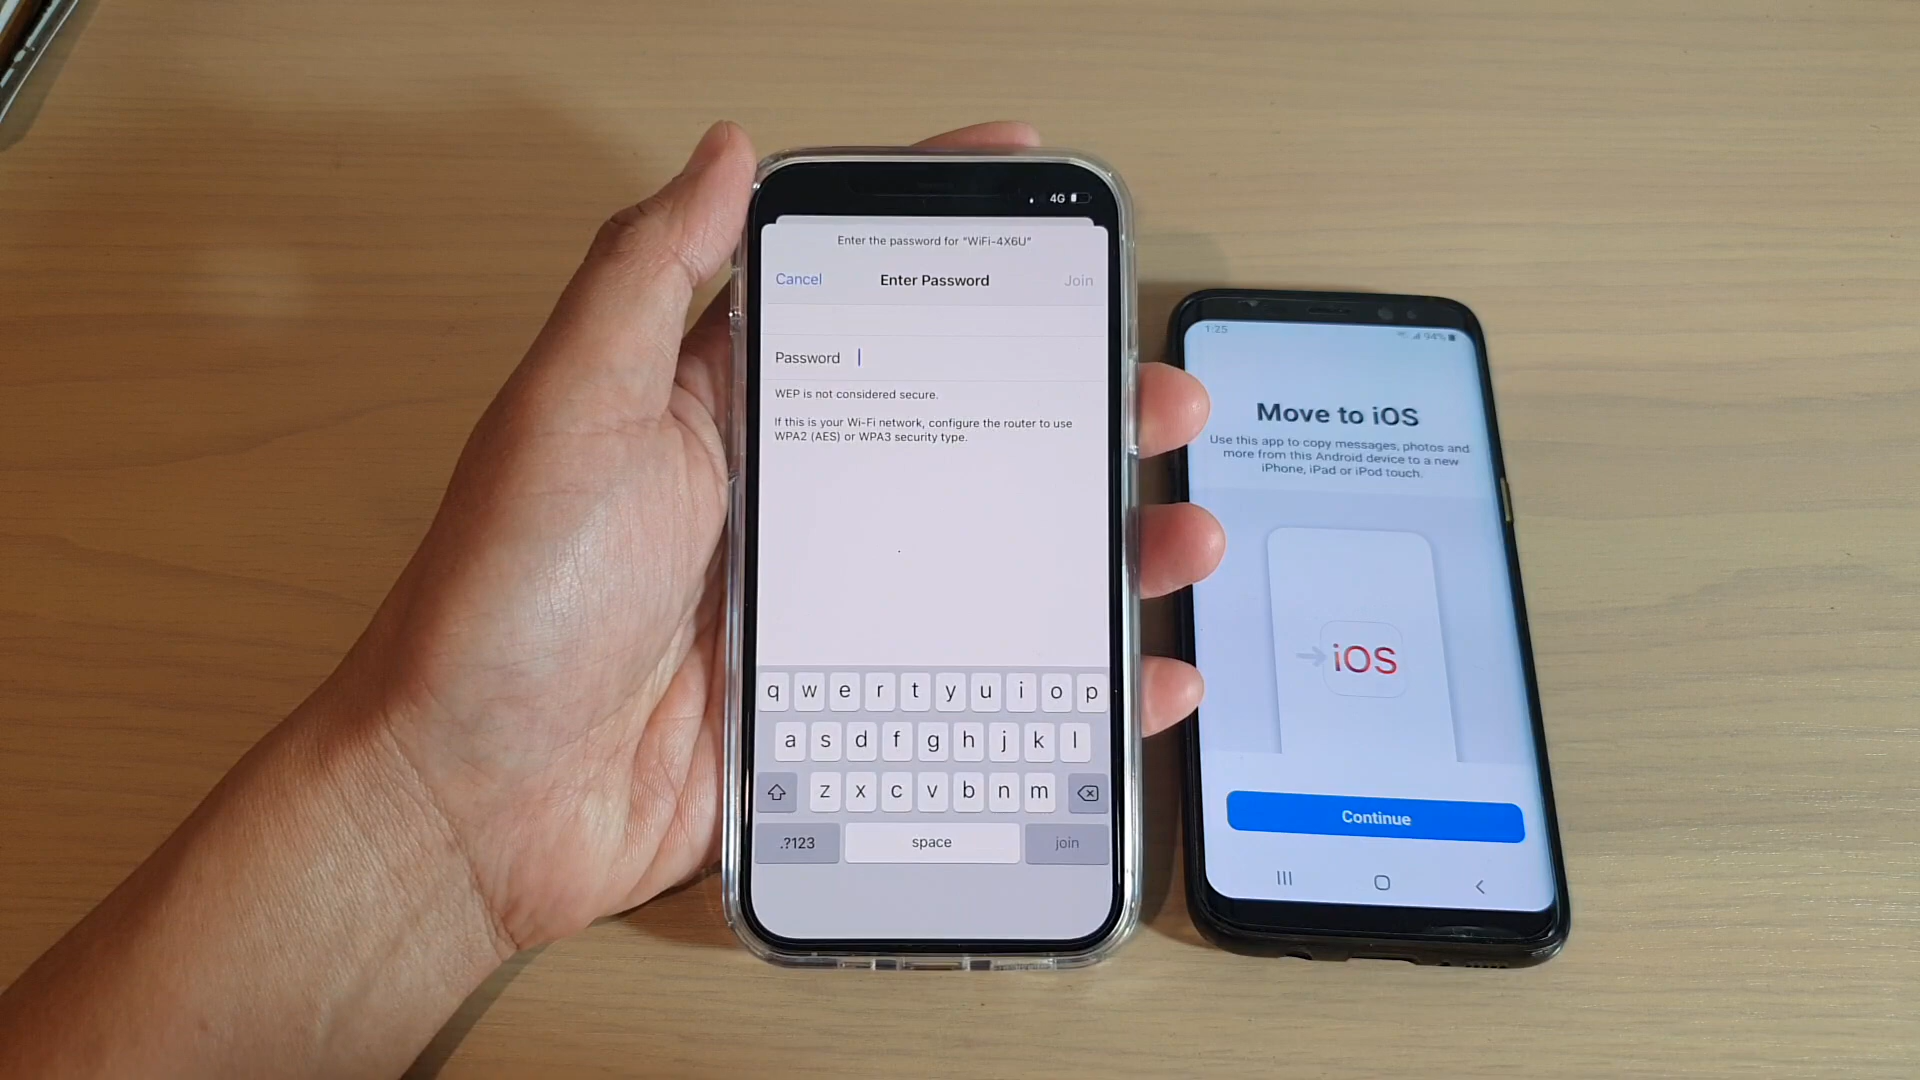 4G
Enter the password for "WiFi-4X6U"
Cancel Enter Password Join
Password
WEP is not considered secure.
If this is your Wi-Fi network, configure the router to use
WPA2 (AES) or WPA3 security type.
q w e r t y u i o p
a s d f g h j k l
z x c v b n m
.?123 space join
1:25 94%
Move to iOS
Use this app to copy messages, photos and
more from this Android device to a new
iPhone, iPad or iPod touch.
iOS
Continue